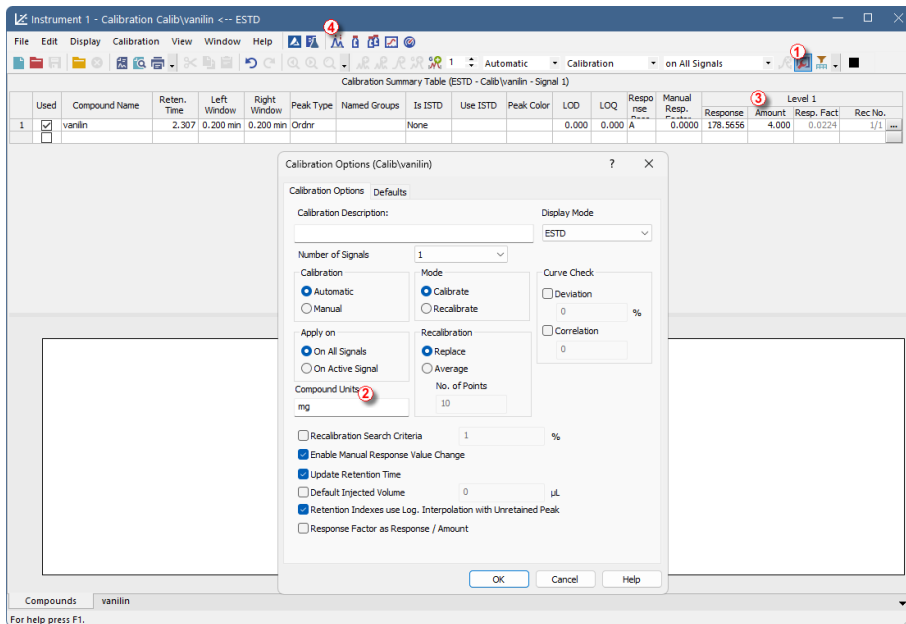 Instrument 1 - Calibration Calib\vanilin <-- ESTD
4
File Edit Display Calibration View Window Help
1
1 Automatic Calibration on All Signals
Calibration Summary Table (ESTD - Calib\vanilin - Signal 1)
Used Compound Name Reten. Time Left Window Right Window Peak Type Named Groups Is ISTD Use ISTD Peak Color LOD LOQ Respo nse Manual Resp. 3 Level 1
Response Amount Resp. Fact Rec No.
1 vanilin 2.307 0.200 min 0.200 min Ordnr None 0.000 0.000 A 0.0000 178.5656 4.000 0.0224 1/1 ...
Calibration Options (Calib\vanilin) ?
Calibration Options Defaults
Calibration Description: Display Mode
ESTD
Number of Signals 1
Calibration Mode Curve Check
Automatic Calibrate Deviation
Manual Recalibrate 0 %
Apply on Recalibration Correlation
On All Signals Replace 0
On Active Signal Average
Compound Units 2 No. of Points
mg 10
Recalibration Search Criteria 1 %
Enable Manual Response Value Change
Update Retention Time
Default Injected Volume 0 µL
Retention Indexes use Log. Interpolation with Unretained Peak
Response Factor as Response / Amount
OK Cancel Help
Compounds vanilin
For help press F1.